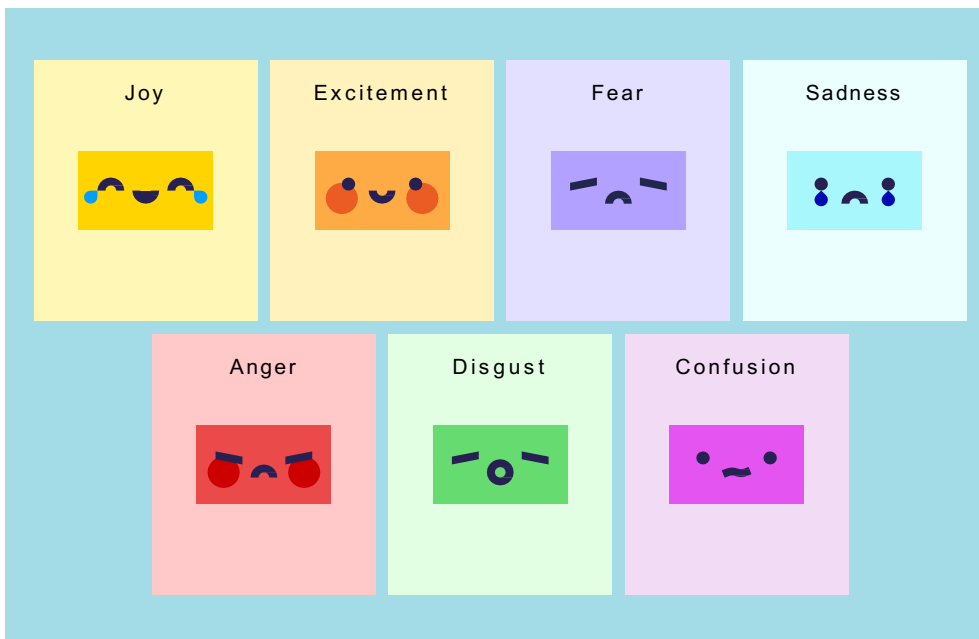 Joy
Excitement
Fear
Sadness
Anger
Disgust
Confusion